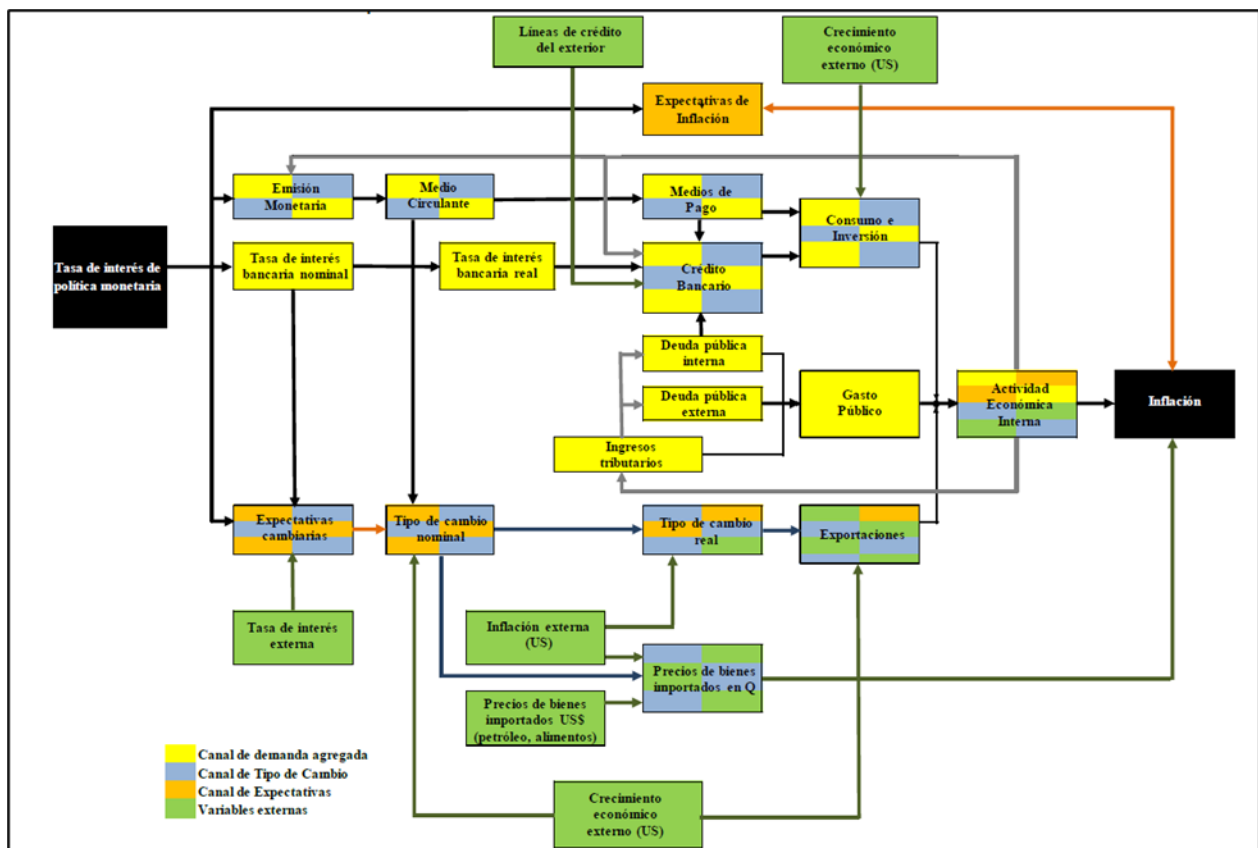 Líneas de crédito
del exterior
Crecimiento
económico
externo (US)
Expectativas de
Inflación
Emisión
Monetaria
Medio
Circulante
Medios de
Pago
Consumo e
Inversión
Tasa de interés de
política monetaria
Tasa de interés
bancaria nominal
Tasa de interés
bancaria real
Crédito
Bancario
Deuda pública
interna
Deuda pública
externa
Gasto
Público
Actividad
Económica
Interna
Inflación
Ingresos
tributarios
Expectativas
cambiarias
Tipo de cambio
nominal
Tipo de cambio
real
Exportaciones
Tasa de interés
externa
Inflación externa
(US)
Precios de bienes
importados en Q
Precios de bienes
importados US$
(petróleo, alimentos)
Canal de demanda agregada
Canal de Tipo de Cambio
Canal de Expectativas
Variables externas
Crecimiento
económico
externo (US)